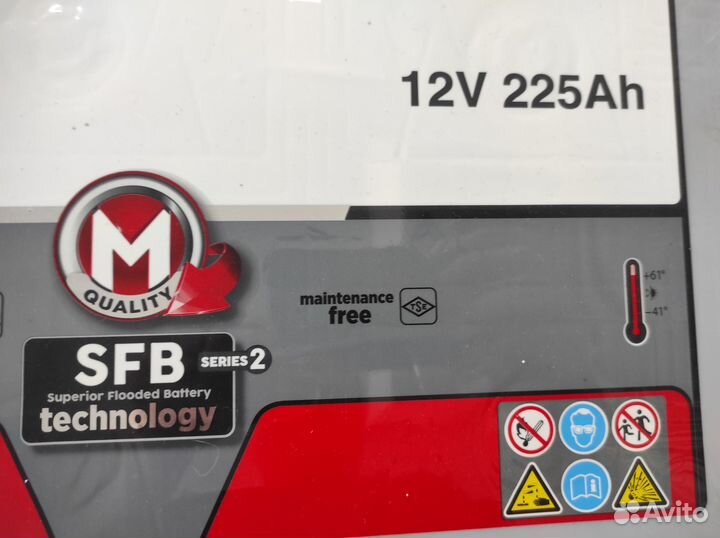 12V 225Ah
M
QUALITY
maintenance
free
TSE
+61°
-41°
SFB SERIES 2
Superior Flooded Battery
technology
i
Avito